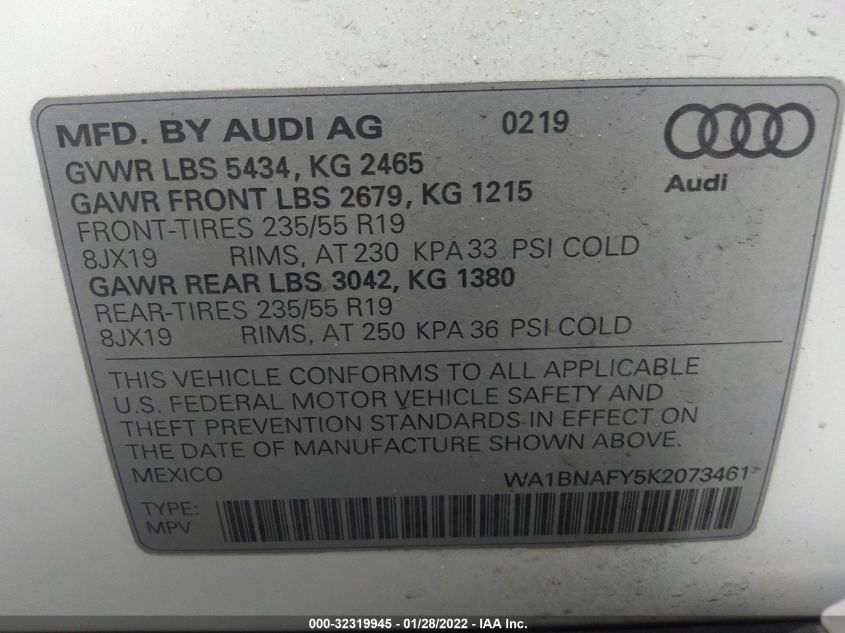 MFD. BY AUDI AG 0219
GVWR LBS 5434, KG 2465
GAWR FRONT LBS 2679, KG 1215
Audi
FRONT-TIRES 235/55 R19
8JX19 RIMS, AT 230 KPA 33 PSI COLD
GAWR REAR LBS 3042, KG 1380
REAR-TIRES 235/55 R19
8JX19 RIMS, AT 250 KPA 36 PSI COLD
THIS VEHICLE CONFORMS TO ALL APPLICABLE
U.S. FEDERAL MOTOR VEHICLE SAFETY AND
THEFT PREVENTION STANDARDS IN EFFECT ON
THE DATE OF MANUFACTURE SHOWN ABOVE.
MEXICO WA1BNAFY5K2073461
TYPE:
MPV
000-32319945 - 01/28/2022 - IAA Inc.